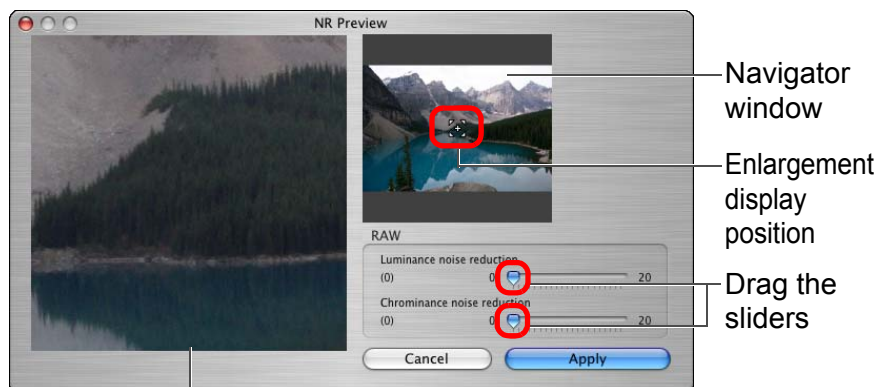 NR Preview
Navigator
window
Enlargement
display
position
RAW
Luminance noise reduction
(0) 0 20
Chrominance noise reduction
(0) 0 20
Drag the
sliders
Cancel Apply